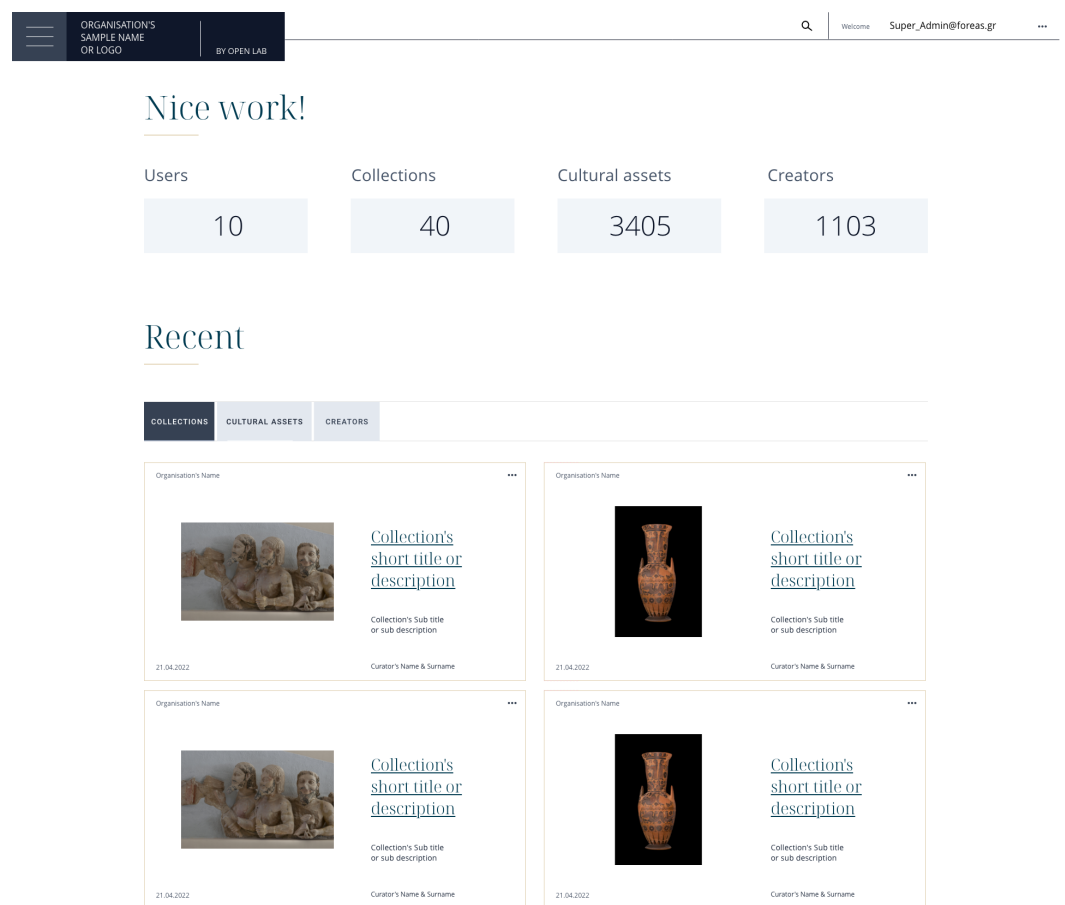 ORGANISATION'S
SAMPLE NAME
OR LOGO
BY OPEN LAB
Welcome
Super_Admin@foreas.gr
Nice work!
Users
Collections
Cultural assets
Creators
10
40
3405
1103
Recent
COLLECTIONS
CULTURAL ASSETS
CREATORS
Organisation's Name
Collection's
short title or
description
Collection's Sub title
or sub description
21.04.2022
Curator's Name & Surname
Organisation's Name
Collection's
short title or
description
Collection's Sub title
or sub description
21.04.2022
Curator's Name & Surname
Organisation's Name
Collection's
short title or
description
Collection's Sub title
or sub description
21.04.2022
Curator's Name & Surname
Organisation's Name
Collection's
short title or
description
Collection's Sub title
or sub description
21.04.2022
Curator's Name & Surname